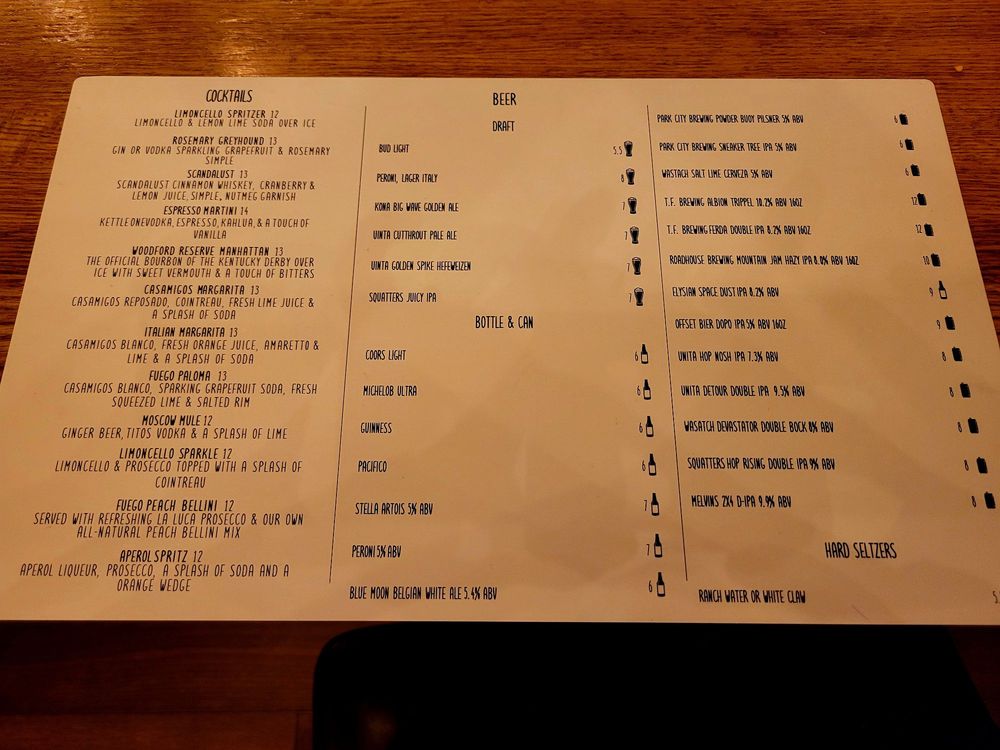 COCKTAILS
LIMONCELLO SPRITZER 12
LIMONCELLO & LEMON LIME SODA OVER ICE
ROSEMARY GREYHOUND 13
GIN OR VODKA SPARKLING GRAPEFRUIT & ROSEMARY
SIMPLE
SCANDALUST 13
SCANDALUST CINNAMON WHISKEY, CRANBERRY &
LEMON JUICE, SIMPLE, NUTMEG GARNISH
ESPRESSO MARTINI 14
KETTLE ONE VODKA, ESPRESSO, KAHLUA, & A TOUCH OF
VANILLA
WOODFORD RESERVE MANHATTAN 13
THE OFFICIAL BOURBON OF THE KENTUCKY DERBY OVER
ICE WITH SWEET VERMOUTH & A TOUCH OF BITTERS
CASAMIGOS MARGARITA 13
CASAMIGOS REPOSADO, COINTREAU, FRESH LIME JUICE &
A SPLASH OF SODA
ITALIAN MARGARITA 13
CASAMIGOS BLANCO, FRESH ORANGE JUICE, AMARETTO &
LIME & A SPLASH OF SODA
FUEGO PALOMA 13
CASAMIGOS BLANCO, SPARKING GRAPEFRUIT SODA, FRESH
SQUEEZED LIME & SALTED RIM
MOSCOW MULE 12
GINGER BEER, TITOS VODKA & A SPLASH OF LIME
LIMONCELLO SPARKLE 12
LIMONCELLO & PROSECCO TOPPED WITH A SPLASH OF
COINTREAU
FUEGO PEACH BELLINI 12
SERVED WITH REFRESHING LA LUCA PROSECCO & OUR OWN
ALL-NATURAL PEACH BELLINI MIX
APEROL SPRITZ 12
APEROL LIQUEUR, PROSECCO, A SPLASH OF SODA AND A
ORANGE WEDGE
BEER
DRAFT
BUD LIGHT 5.5
PERONI, LAGER ITALY 8
KONA BIG WAVE GOLDEN ALE 7
UINTA CUTTHROUT PALE ALE 7
UINTA GOLDEN SPIKE HEFEWEIZEN 7
SQUATTERS JUICY IPA 7
BOTTLE & CAN
COORS LIGHT 6
MICHELOB ULTRA 6
GUINNESS 6
PACIFICO 6
STELLA ARTOIS 5% ABV 7
PERONI 5% ABV 7
BLUE MOON BELGIAN WHITE ALE 5.4% ABV 6
PARK CITY BREWING POWDER BUOY PILSNER 5% ABV 6
PARK CITY BREWING SNEAKER TREE IPA 5% ABV 6
WASTACH SALT LIME CERVEZA 5% ABV 6
T.F. BREWING ALBION TRIPPEL 10.2% ABV 16OZ 12
T.F. BREWING FERDA DOUBLE IPA 8.2% ABV 16OZ 12
ROADHOUSE BREWING MOUNTAIN JAM HAZY IPA 8.0% ABV 16OZ 10
ELYSIAN SPACE DUST IPA 8.2% ABV 9
OFFSET BIER DOPO IPA 5% ABV 16OZ 9
UNITA HOP NOSH IPA 7.3% ABV 8
UNITA DETOUR DOUBLE IPA 9.5% ABV 8
WASATCH DEVASTATOR DOUBLE BOCK 8% ABV 8
SQUATTERS HOP RISING DOUBLE IPA 9% ABV 8
MELVINS 2X4 D-IPA 9.9% ABV 8
HARD SELTZERS
RANCH WATER OR WHITE CLAW 5.